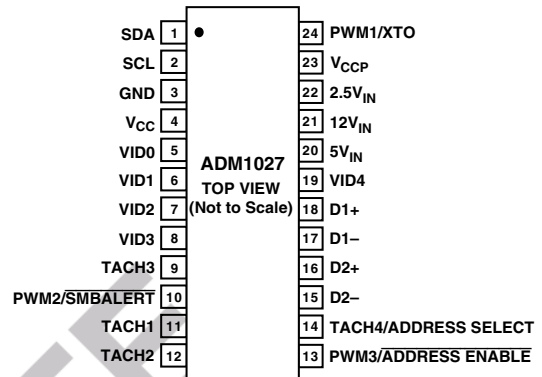 SDA 1
SCL 2
GND 3
VCC 4
VID0 5
VID1 6
VID2 7
VID3 8
TACH3 9
PWM2/SMBALERT 10
TACH1 11
TACH2 12
ADM1027
TOP VIEW
(Not to Scale)
24 PWM1/XTO
23 VCCP
22 2.5VIN
21 12VIN
20 5VIN
19 VID4
18 D1+
17 D1–
16 D2+
15 D2–
14 TACH4/ADDRESS SELECT
13 PWM3/ADDRESS ENABLE